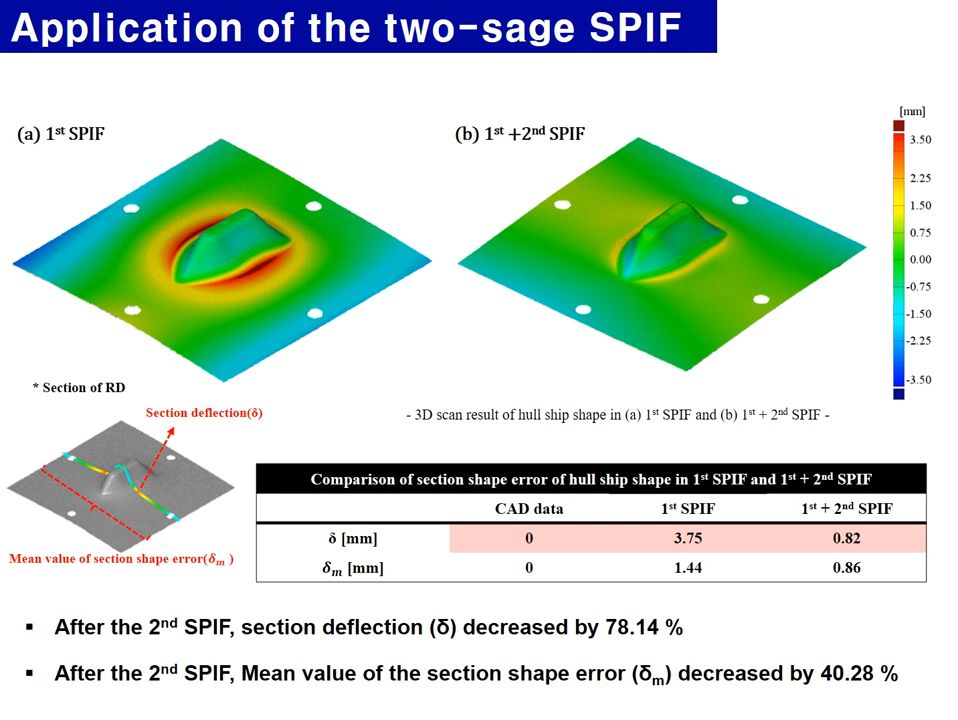 Application of the two-sage SPIF
(a) 1st SPIF
(b) 1st +2nd SPIF
[mm]
3.50
2.25
1.50
0.75
0.00
-0.75
-1.50
-2.25
-3.50
* Section of RD
Section deflection(δ)
- 3D scan result of hull ship shape in (a) 1st SPIF and (b) 1st + 2nd SPIF -
Mean value of section shape error(δm )
Comparison of section shape error of hull ship shape in 1st SPIF and 1st + 2nd SPIF
CAD data 1st SPIF 1st + 2nd SPIF
δ [mm] 0 3.75 0.82
δm [mm] 0 1.44 0.86
▪ After the 2nd SPIF, section deflection (δ) decreased by 78.14 %
▪ After the 2nd SPIF, Mean value of the section shape error (δm) decreased by 40.28 %